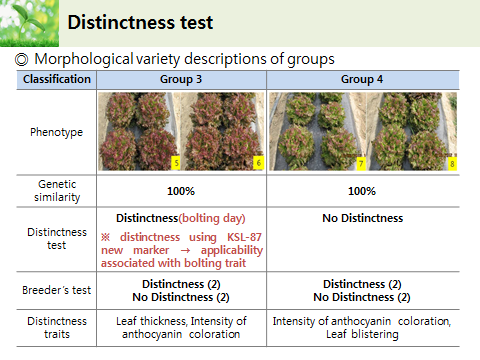 Distinctness test
◎ Morphological variety descriptions of groups
Classification Group 3 Group 4
Phenotype
5 6 7 8
Genetic
similarity
100% 100%
Distinctness
test
Distinctness(bolting day)
※ distinctness using KSL-87
new marker → applicability
associated with bolting trait
No Distinctness
Breeder's test
Distinctness (2)
No Distinctness (2)
Distinctness (2)
No Distinctness (2)
Distinctness
traits
Leaf thickness, Intensity of
anthocyanin coloration
Intensity of anthocyanin coloration,
Leaf blistering